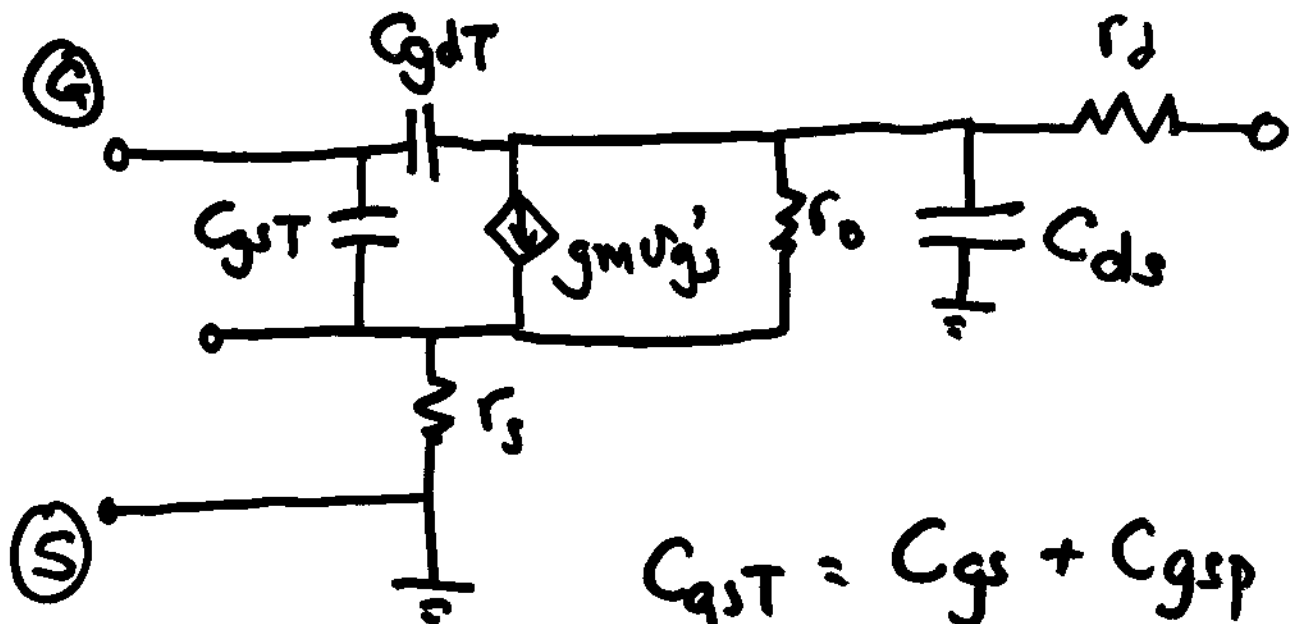 CgdT
rd
G
CgsT
gmvgs'
ro
Cds
rs
S
CgsT = Cgs + Cgsp